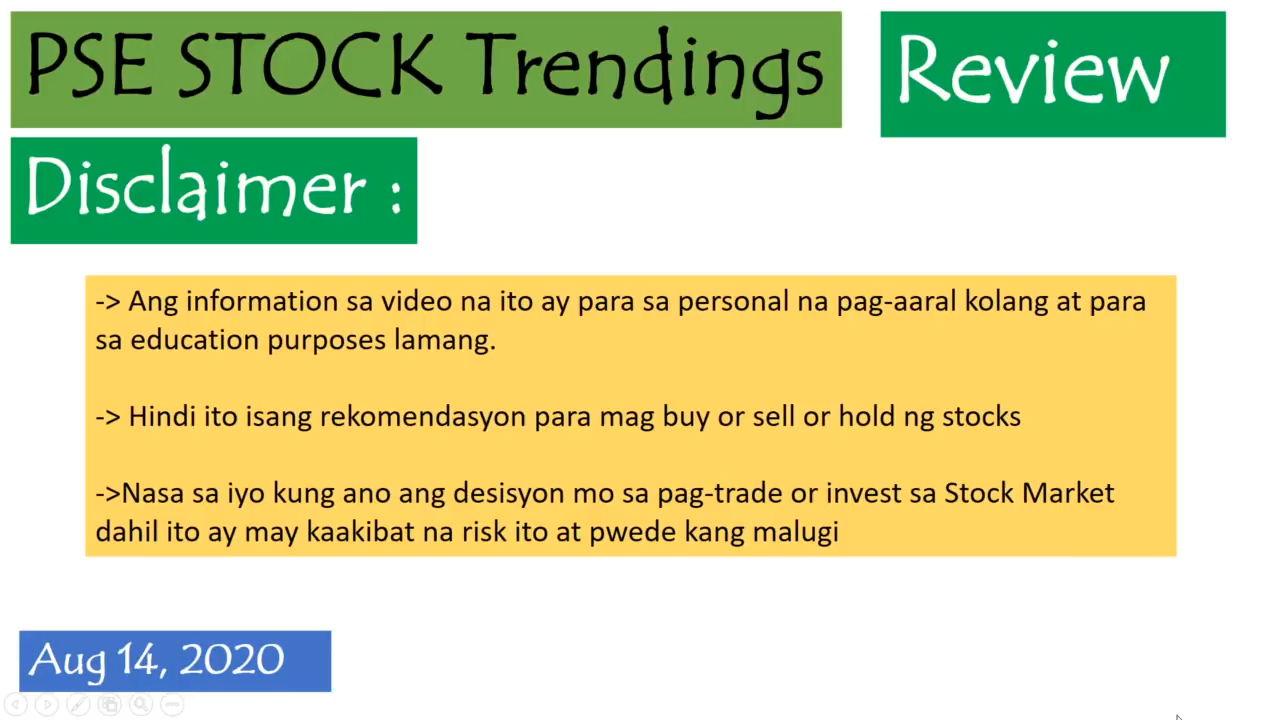 PSE STOCK Trendings
Review
Disclaimer :
-> Ang information sa video na ito ay para sa personal na pag-aaral kolang at para
sa education purposes lamang.
-> Hindi ito isang rekomendasyon para mag buy or sell or hold ng stocks
->Nasa sa iyo kung ano ang desisyon mo sa pag-trade or invest sa Stock Market
dahil ito ay may kaakibat na risk ito at pwede kang malugi
Aug 14, 2020